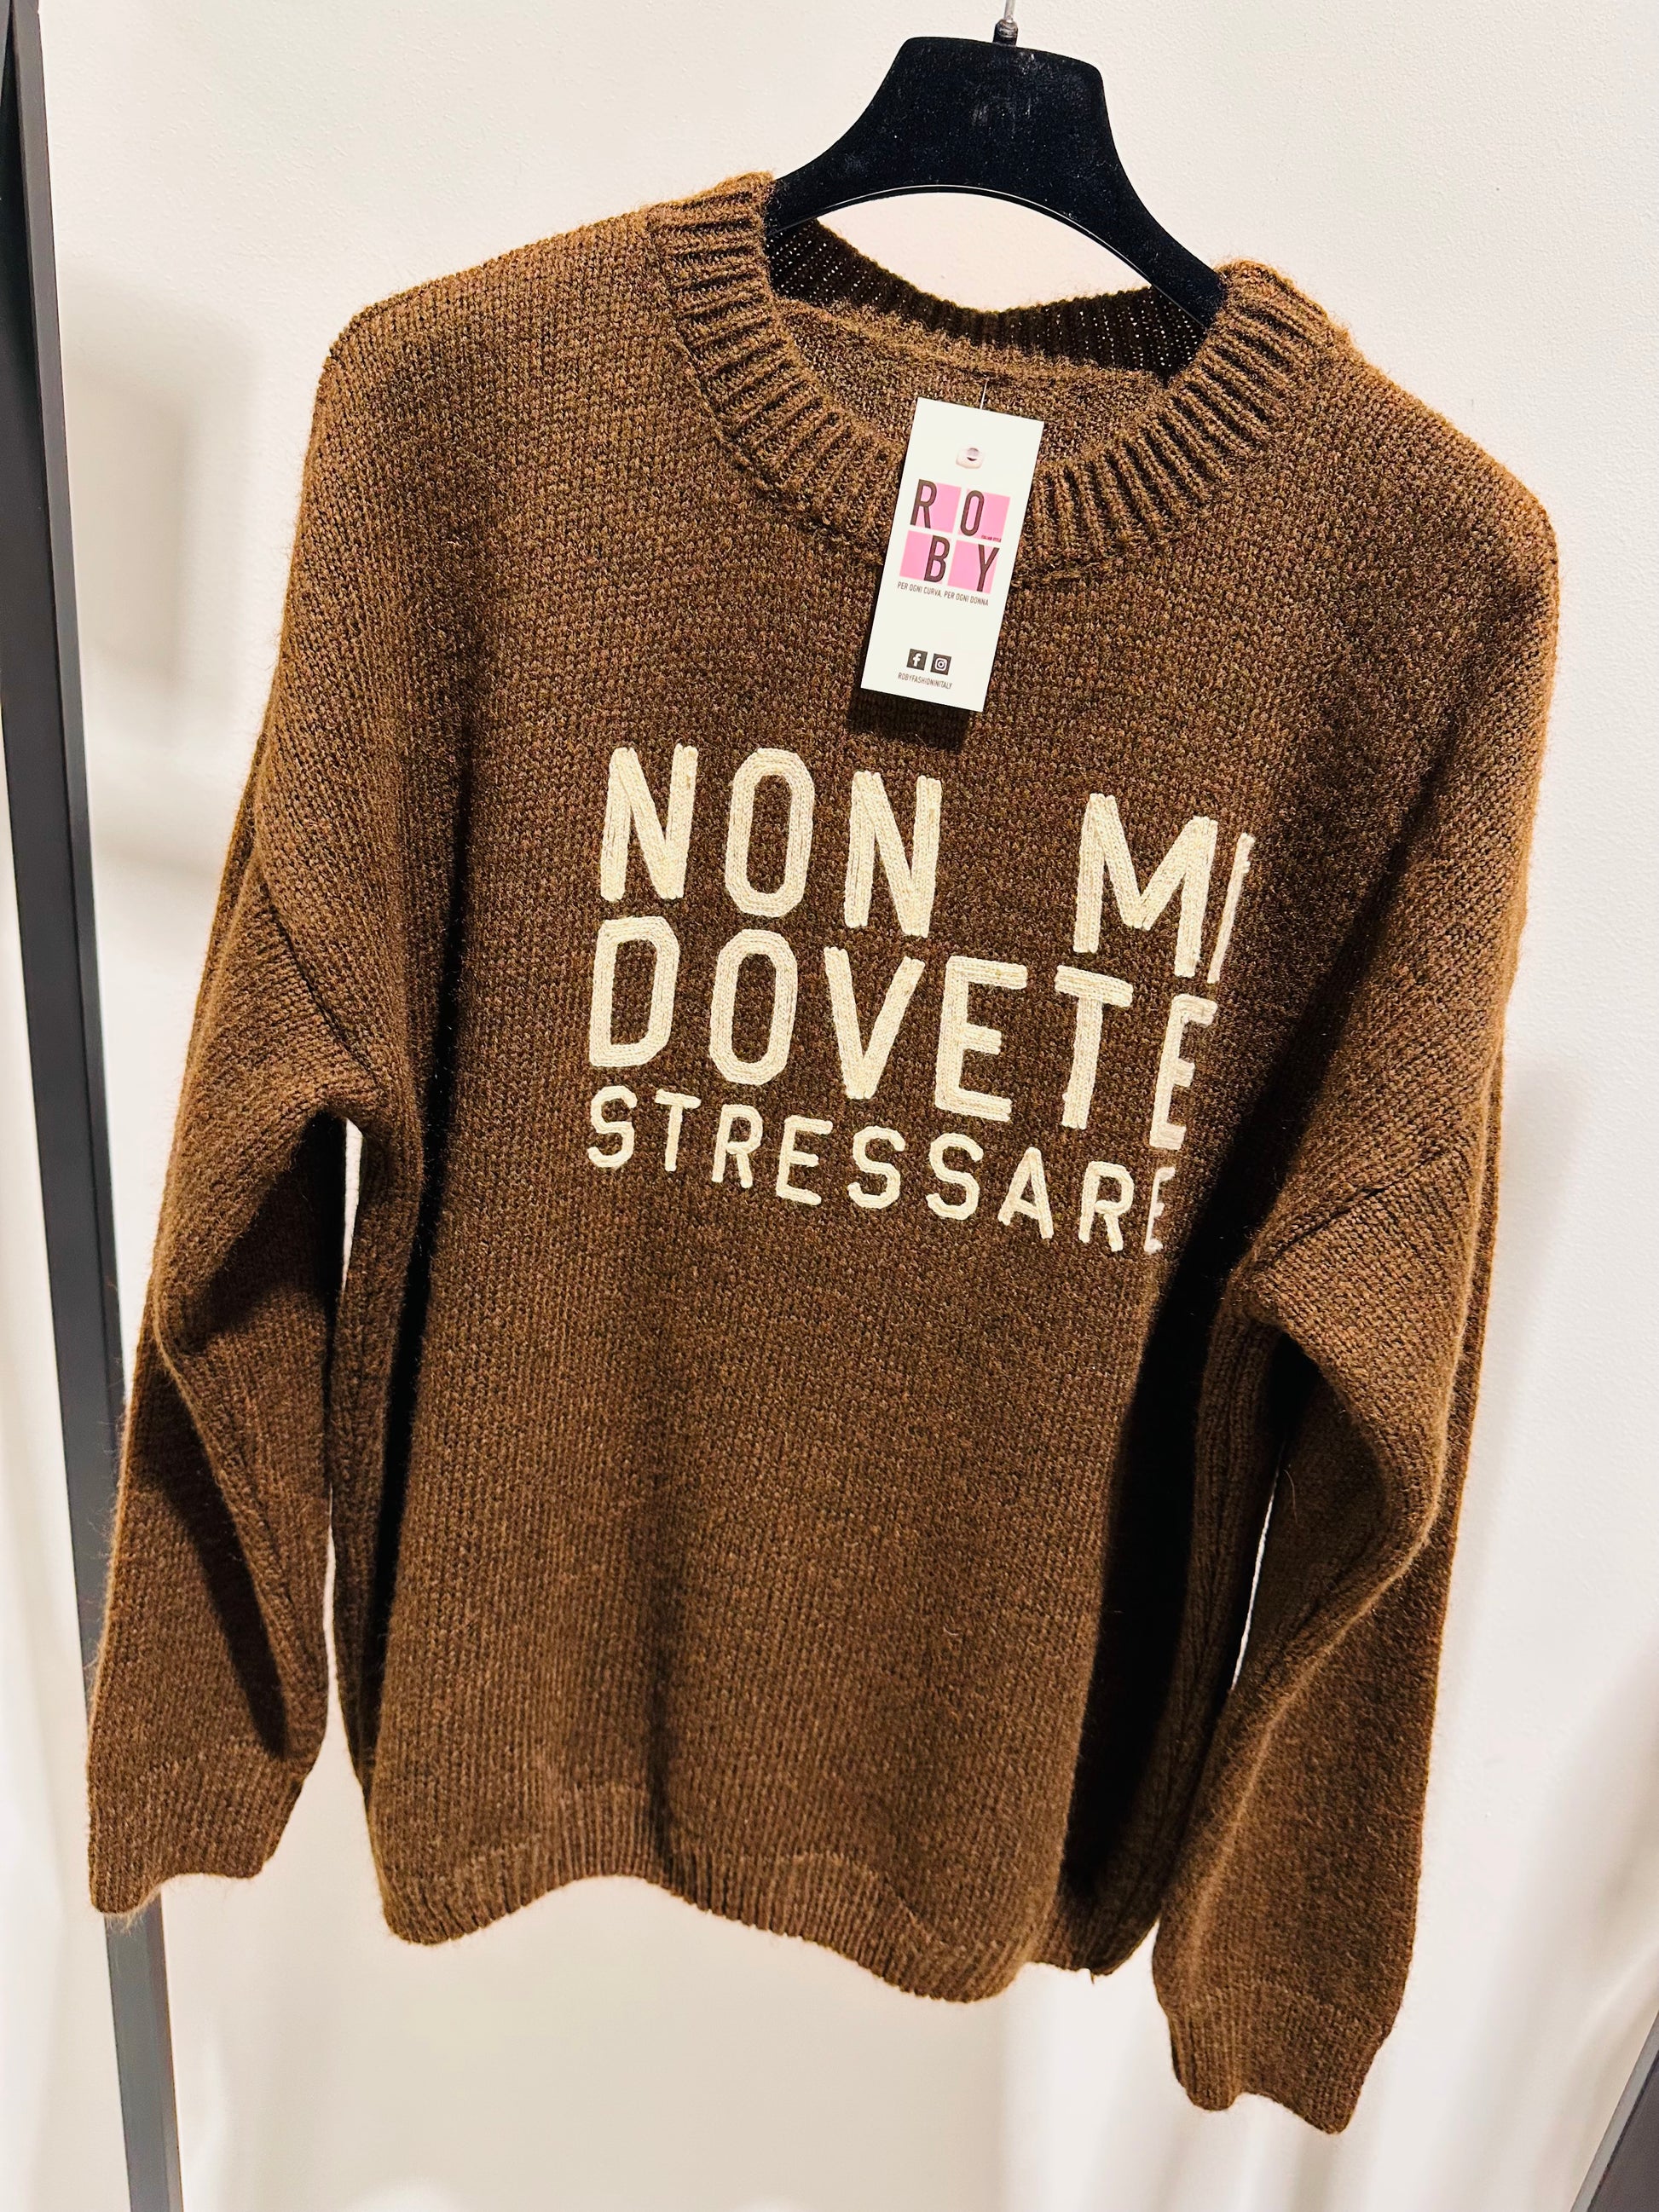 RO
BY
PER OGNI CURVA, PER OGNI DONNA
ROBYFASHIONINITALY
NON MI
DOVETE
STRESSARE